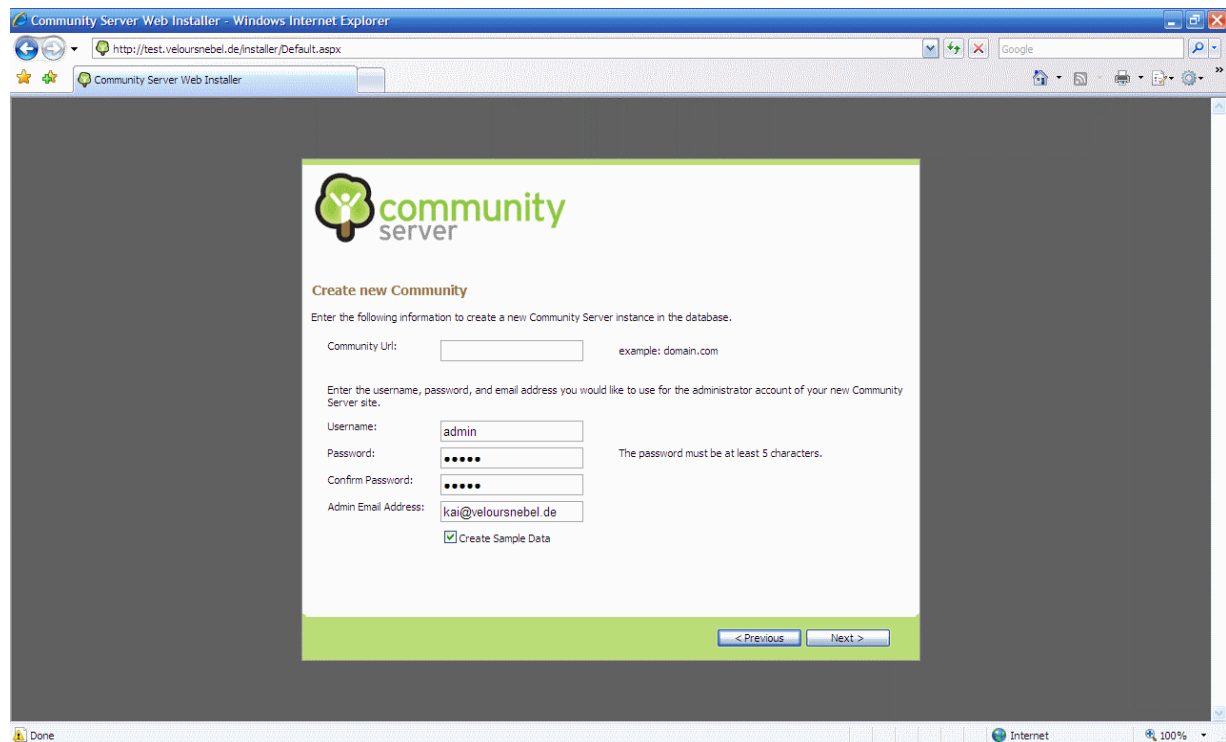 Community Server Web Installer - Windows Internet Explorer
http://test.veloursnebel.de/installer/Default.aspx
Google
Community Server Web Installer
»
community
server
Create new Community
Enter the following information to create a new Community Server instance in the database.
Community Url:
example: domain.com
Enter the username, password, and email address you would like to use for the administrator account of your new Community
Server site.
Username:
admin
Password:
•••••
The password must be at least 5 characters.
Confirm Password:
•••••
Admin Email Address:
kai@veloursnebel.de
Create Sample Data
< Previous
Next >
Done
Internet
100%